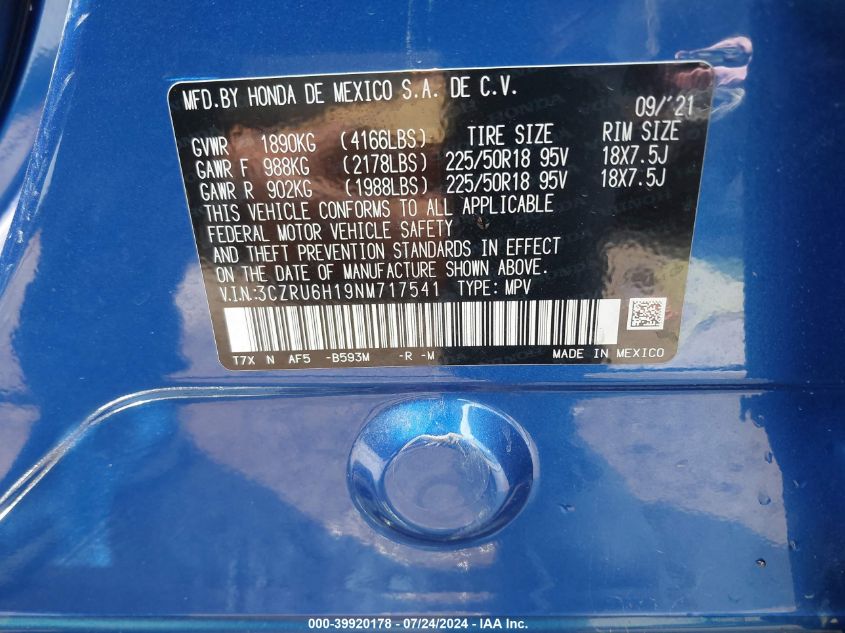 MFD.BY HONDA DE MEXICO S.A. DE C.V.
09/'21
GVWR 1890KG (4166LBS) TIRE SIZE RIM SIZE
GAWR F 988KG (2178LBS) 225/50R18 95V 18X7.5J
GAWR R 902KG (1988LBS) 225/50R18 95V 18X7.5J
THIS VEHICLE CONFORMS TO ALL APPLICABLE
FEDERAL MOTOR VEHICLE SAFETY
AND THEFT PREVENTION STANDARDS IN EFFECT
ON THE DATE OF MANUFACTURE SHOWN ABOVE.
V.I.N.:3CZRU6H19NM717541 TYPE: MPV
T7X N AF5 -B593M -R -M MADE IN MEXICO
000-39920178 - 07/24/2024 - IAA Inc.